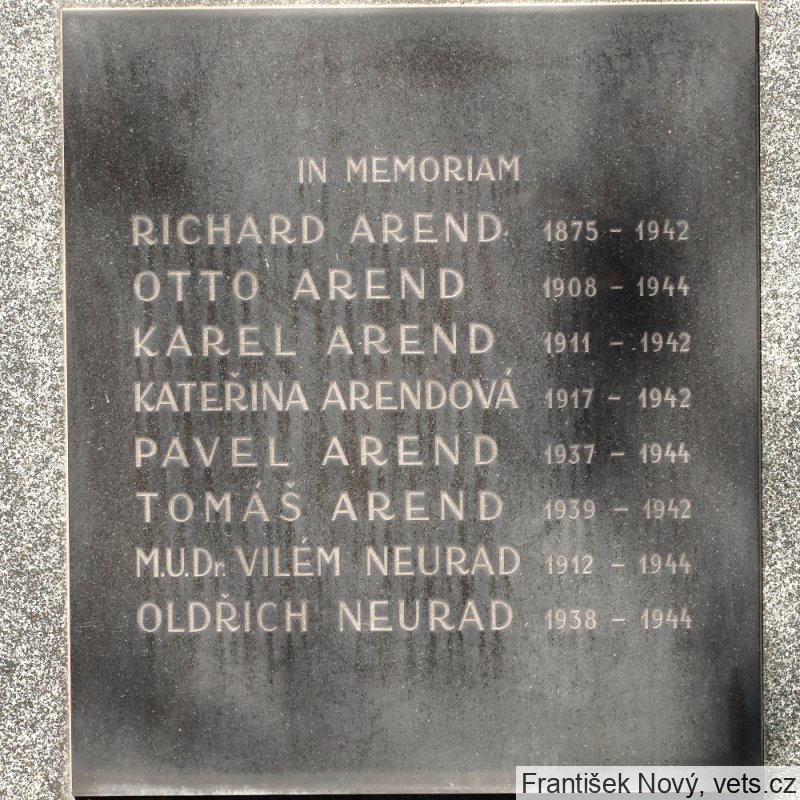 IN MEMORIAM
RICHARD AREND 1875 – 1942
OTTO AREND 1908 – 1944
KAREL AREND 1911 – 1942
KATEŘINA ARENDOVÁ 1917 – 1942
PAVEL AREND 1937 – 1944
TOMÁŠ AREND 1939 – 1942
M.U.Dr. VILÉM NEURAD 1912 – 1944
OLDŘICH NEURAD 1938 – 1944
František Nový, vets.cz